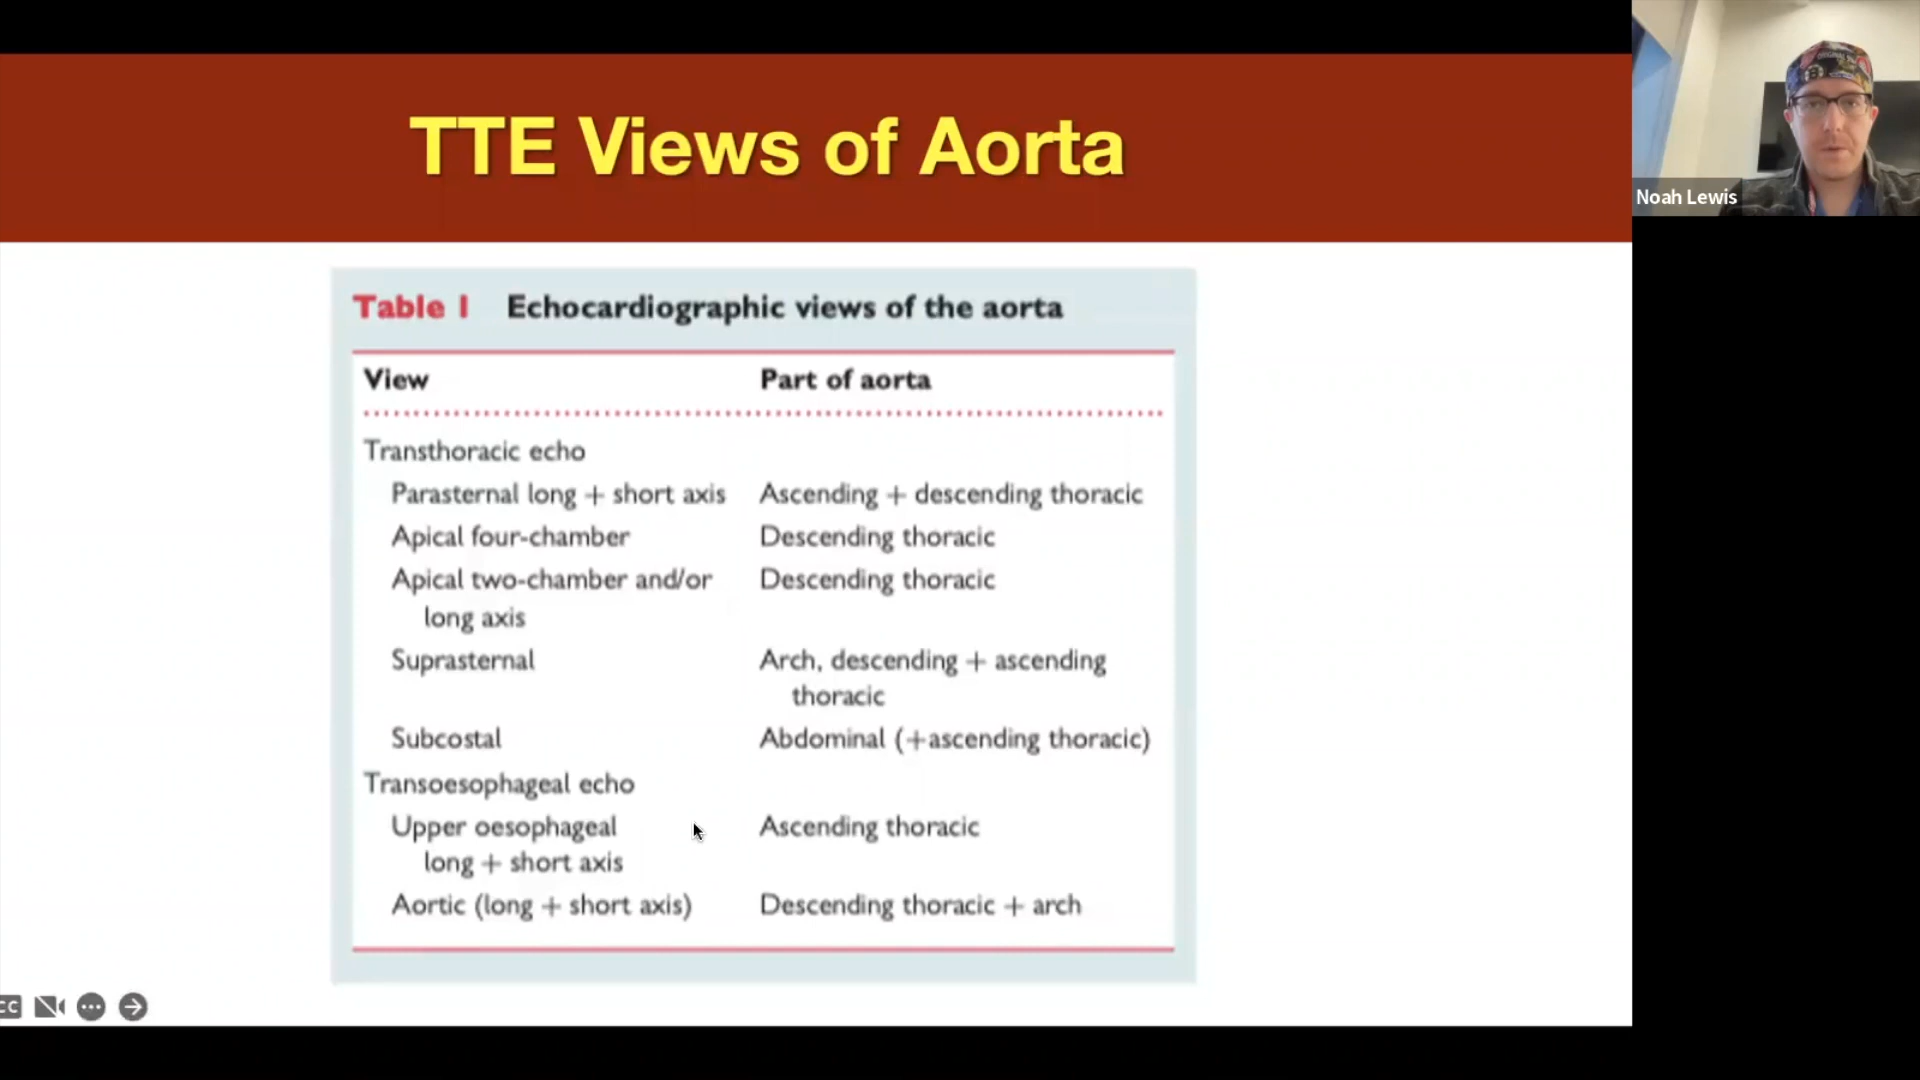 TTE Views of Aorta
Noah Lewis
Table 1 Echocardiographic views of the aorta
View Part of aorta
Transthoracic echo
Parasternal long + short axis Ascending + descending thoracic
Apical four-chamber Descending thoracic
Apical two-chamber and/or Descending thoracic
long axis
Suprasternal Arch, descending + ascending
thoracic
Subcostal Abdominal (+ascending thoracic)
Transoesophageal echo
Upper oesophageal Ascending thoracic
long + short axis
Aortic (long + short axis) Descending thoracic + arch
CC